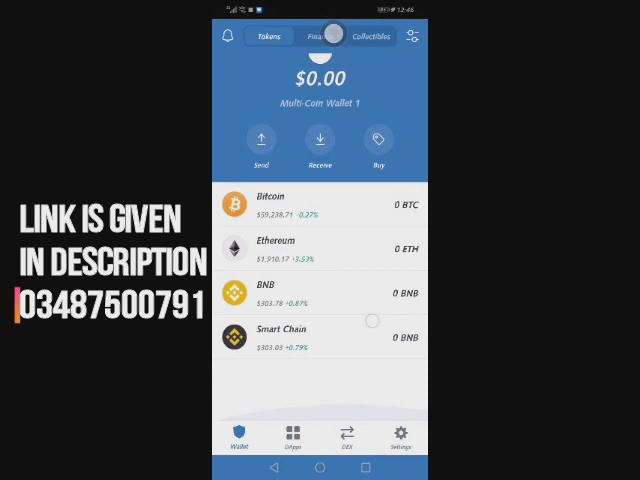 12:46
Tokens
Finance
Collectibles
$0.00
Multi-Coin Wallet 1
Send
Receive
Buy
Bitcoin
$59,238.71 +0.27%
0 BTC
Ethereum
$1,910.17 +3.53%
0 ETH
BNB
$303.78 +0.87%
0 BNB
Smart Chain
$303.03 +0.79%
0 BNB
LINK IS GIVEN
IN DESCRIPTION
03487500791
Wallet
DApps
DEX
Settings